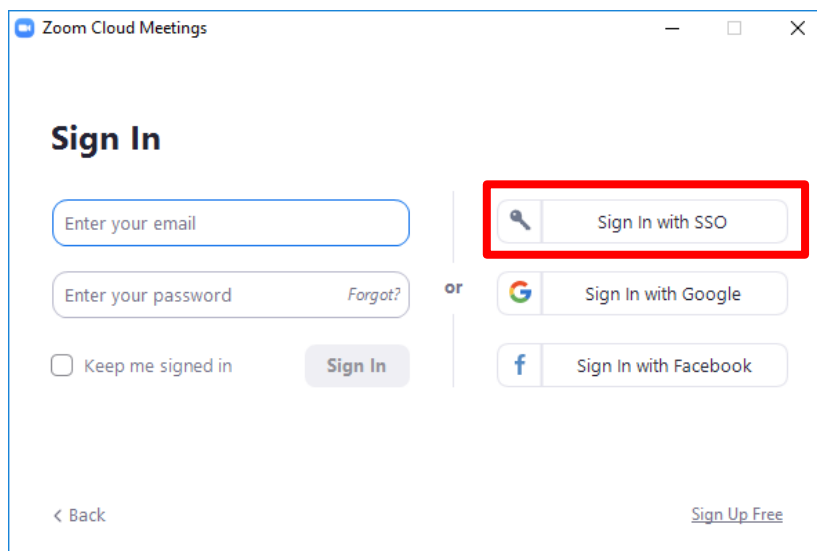 Zoom Cloud Meetings
Sign In
Enter your email
Enter your password Forgot?
Keep me signed in Sign In
or
Sign In with SSO
Sign In with Google
Sign In with Facebook
< Back
Sign Up Free